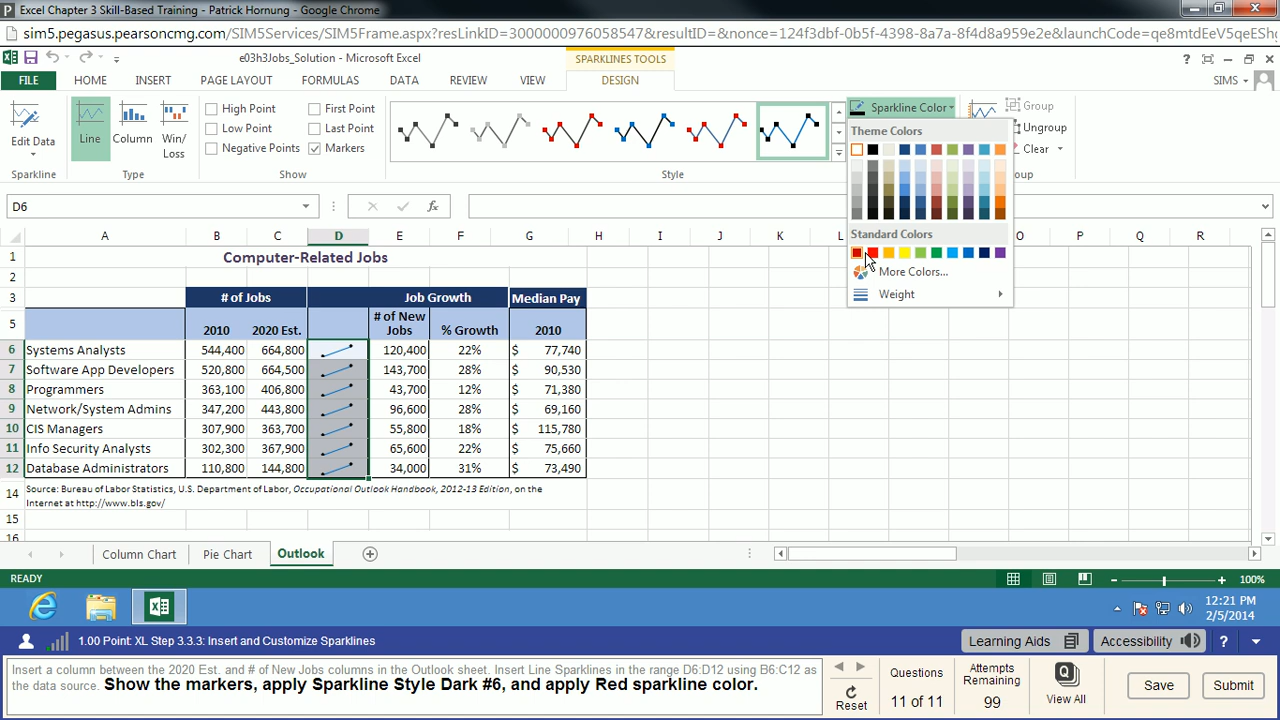 Excel Chapter 3 Skill-Based Training - Patrick Hornung - Google Chrome
sim5.pegasus.pearsoncmg.com/SIM5Services/SIM5Frame.aspx?resLinkID=3000000976058547&resultID=&nonce=124f3dbf-0b5f-4398-8a7a-8f4d8a959e2e&launchCode=qe8mtdEeV5qeESh
e03h3Jobs_Solution - Microsoft Excel
SPARKLINES TOOLS
FILE HOME INSERT PAGE LAYOUT FORMULAS DATA REVIEW VIEW DESIGN SIMS
Edit Data
Line
Column
Win/
Loss
High Point First Point
Low Point Last Point
Negative Points Markers
Sparkline Color
Group
Ungroup
Clear
Sparkline Type Show Style
Theme Colors
Standard Colors
More Colors...
Weight
D6 fx
A B C D E F G H I J K L O P Q R
1 Computer-Related Jobs
2
3 # of Jobs Job Growth Median Pay
5 2010 2020 Est. # of New Jobs % Growth 2010
6 Systems Analysts 544,400 664,800 120,400 22% $ 77,740
7 Software App Developers 520,800 664,500 143,700 28% $ 90,530
8 Programmers 363,100 406,800 43,700 12% $ 71,380
9 Network/System Admins 347,200 443,800 96,600 28% $ 69,160
10 CIS Managers 307,900 363,700 55,800 18% $ 115,780
11 Info Security Analysts 302,300 367,900 65,600 22% $ 75,660
12 Database Administrators 110,800 144,800 34,000 31% $ 73,490
14 Source: Bureau of Labor Statistics, U.S. Department of Labor, Occupational Outlook Handbook, 2012-13 Edition, on the
Internet at http://www.bls.gov/
15
16
Column Chart Pie Chart Outlook
READY 100%
12:21 PM
2/5/2014
1.00 Point: XL Step 3.3.3: Insert and Customize Sparklines
Learning Aids Accessibility ?
Insert a column between the 2020 Est. and # of New Jobs columns in the Outlook sheet. Insert Line Sparklines in the range D6:D12 using B6:C12 as
the data source. Show the markers, apply Sparkline Style Dark #6, and apply Red sparkline color.
Reset
Questions
11 of 11
Attempts
Remaining
99
View All
Save
Submit